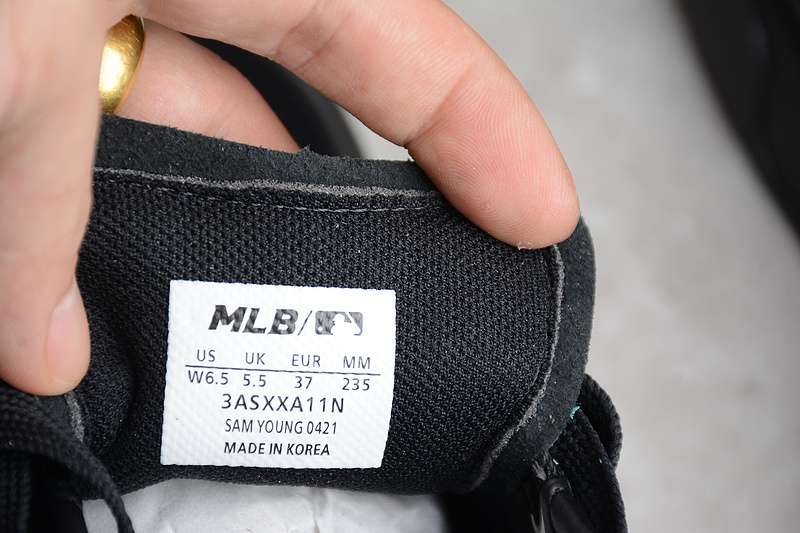 MLB/
US UK EUR MM
W6.5 5.5 37 235
3ASXXA11N
SAM YOUNG 0421
MADE IN KOREA